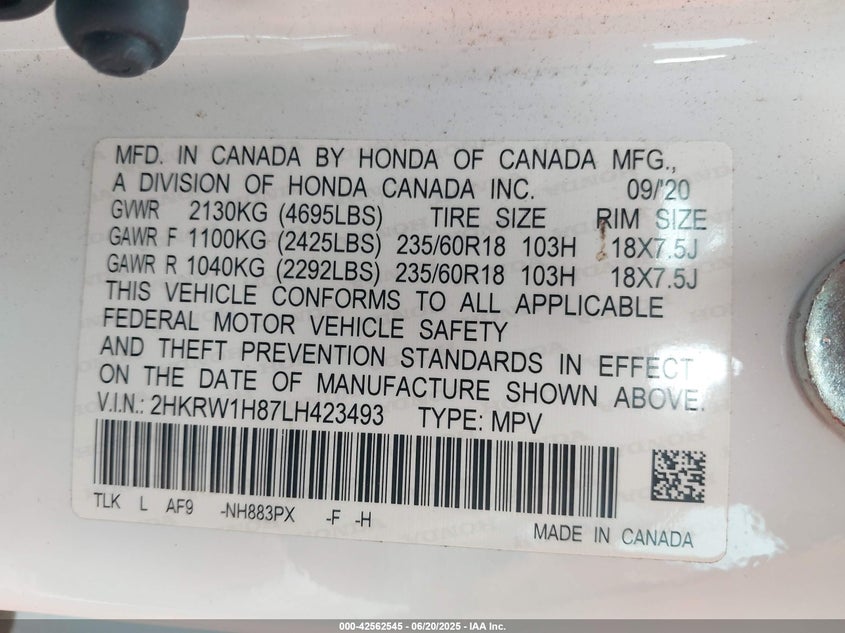 MFD. IN CANADA BY HONDA OF CANADA MFG.,
A DIVISION OF HONDA CANADA INC. 09/'20
GVWR 2130KG (4695LBS) TIRE SIZE RIM SIZE
GAWR F 1100KG (2425LBS) 235/60R18 103H 18X7.5J
GAWR R 1040KG (2292LBS) 235/60R18 103H 18X7.5J
THIS VEHICLE CONFORMS TO ALL APPLICABLE
FEDERAL MOTOR VEHICLE SAFETY
AND THEFT PREVENTION STANDARDS IN EFFECT
ON THE DATE OF MANUFACTURE SHOWN ABOVE.
V.I.N.: 2HKRW1H87LH423493 TYPE: MPV
TLK L AF9 -NH883PX -F -H
MADE IN CANADA
000-42562545 - 06/20/2025 - IAA Inc.